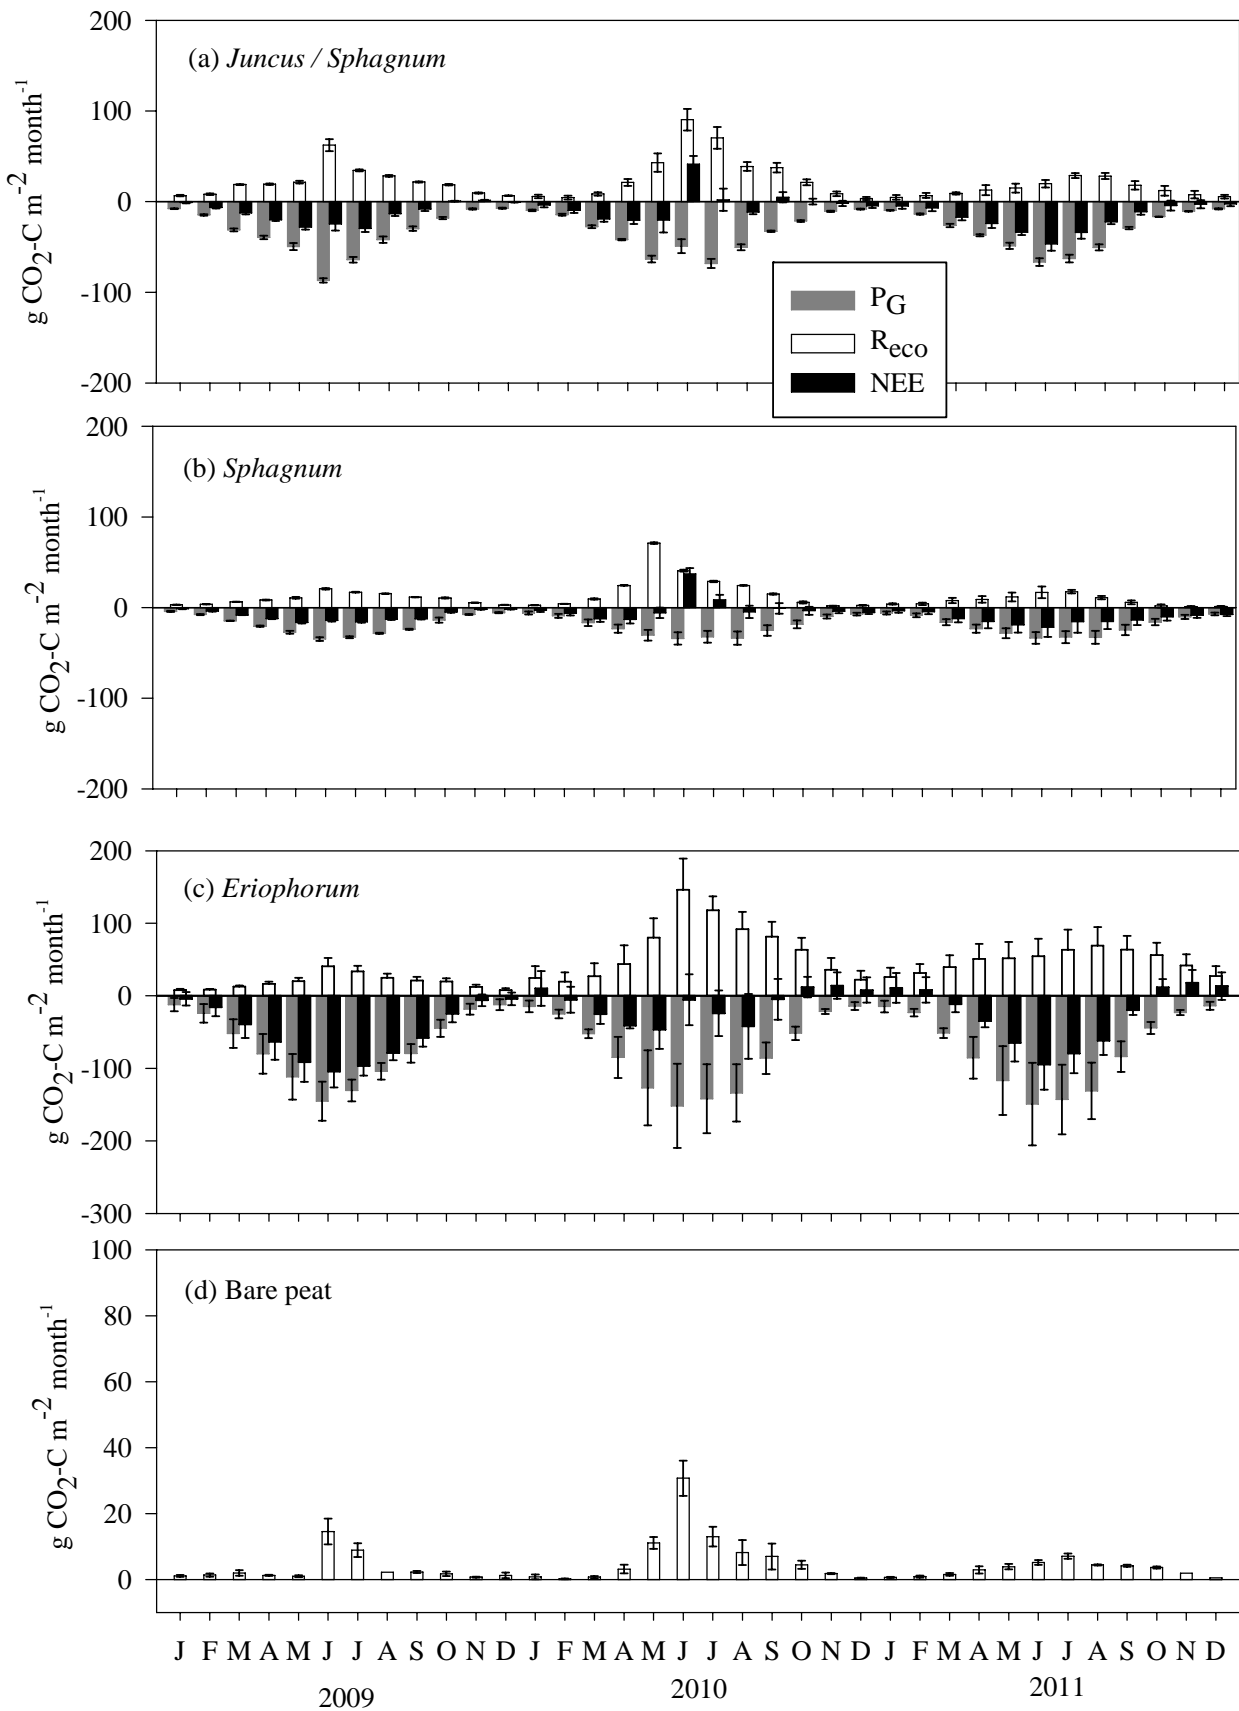 200
(a) Juncus / Sphagnum
100
0
-100
-200
g CO2-C m-2 month-1
PG
Reco
NEE
200
(b) Sphagnum
100
0
-100
-200
g CO2-C m-2 month-1
200
(c) Eriophorum
100
0
-100
-200
-300
g CO2-C m-2 month-1
100
(d) Bare peat
80
60
40
20
0
g CO2-C m-2 month-1
J F M A M J J A S O N D J F M A M J J A S O N D J F M A M J J A S O N D
2009 2010 2011